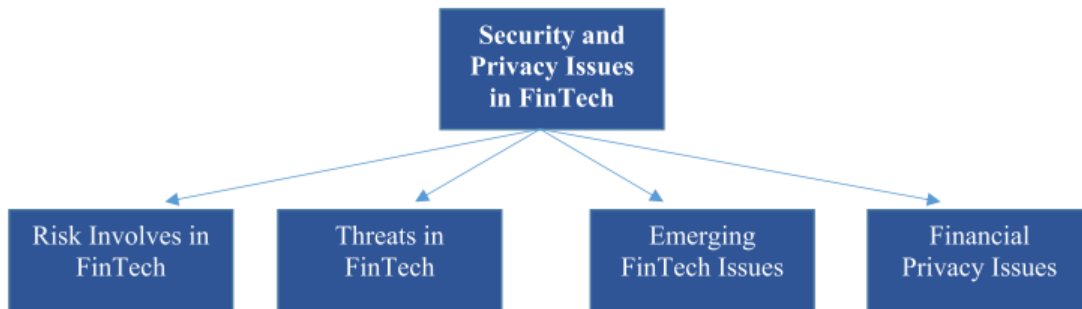 Security and
Privacy Issues
in FinTech
Risk Involves in
FinTech
Threats in
FinTech
Emerging
FinTech Issues
Financial
Privacy Issues